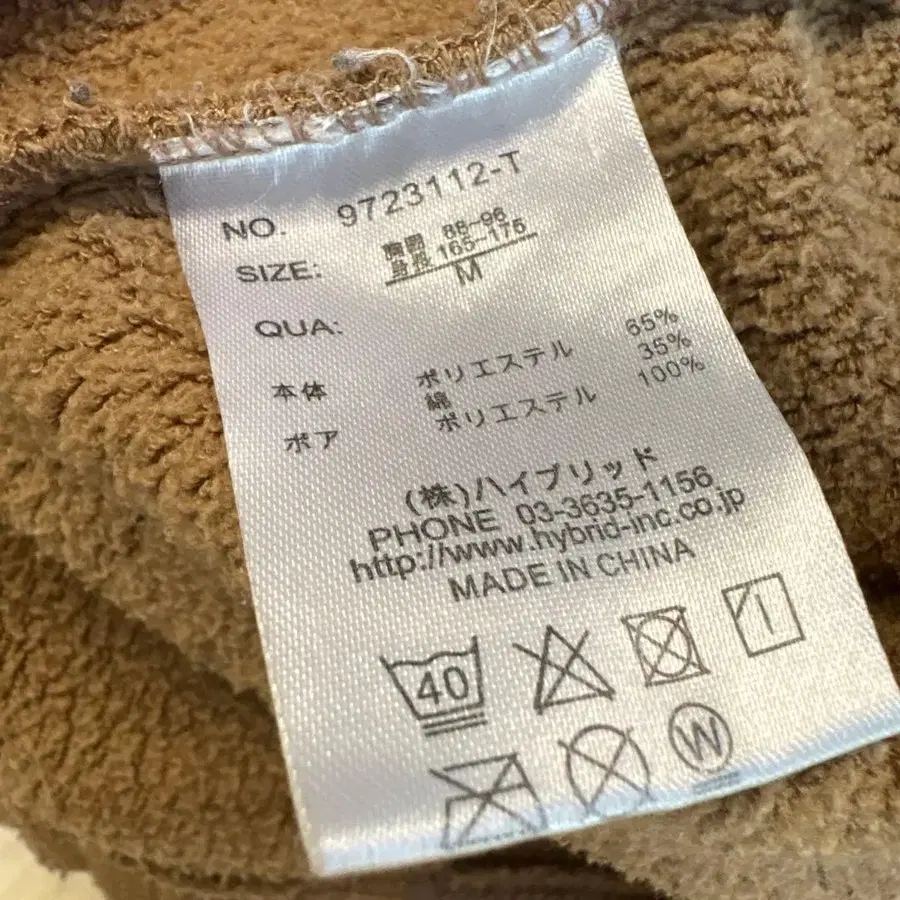 NO. 9723112-T
SIZE: 胸囲 88~96
身長 165~175
M
QUA:
本体 ポリエステル 65%
綿 35%
ボア ポリエステル 100%
(株)ハイブリッド
PHONE 03-3635-1156
http://www.hybrid-inc.co.jp
MADE IN CHINA
40
W